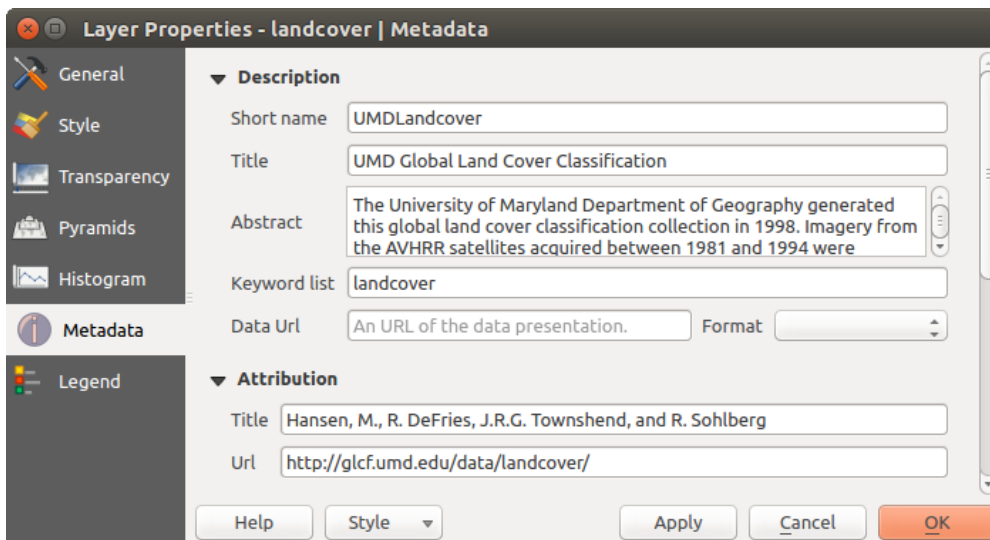 Layer Properties - landcover | Metadata
General
Style
Transparency
Pyramids
Histogram
Metadata
Legend
Description
Short name UMDLandcover
Title UMD Global Land Cover Classification
Abstract The University of Maryland Department of Geography generated
this global land cover classification collection in 1998. Imagery from
the AVHRR satellites acquired between 1981 and 1994 were
Keyword list landcover
Data Url An URL of the data presentation. Format
Attribution
Title Hansen, M., R. DeFries, J.R.G. Townshend, and R. Sohlberg
Url http://glcf.umd.edu/data/landcover/
Help Style Apply Cancel OK